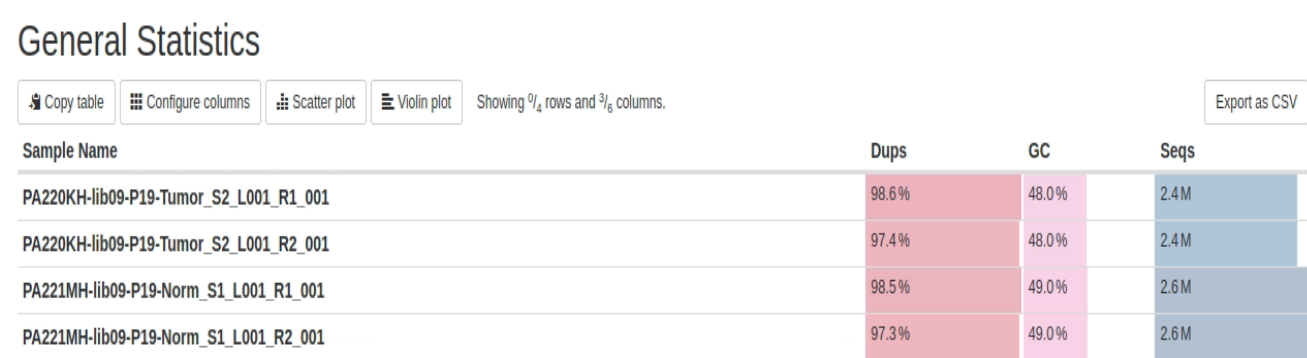 General Statistics
Copy table Configure columns Scatter plot Violin plot Showing 0/4 rows and 3/6 columns. Export as CSV
Sample Name Dups GC Seqs
PA220KH-lib09-P19-Tumor_S2_L001_R1_001 98.6% 48.0% 2.4M
PA220KH-lib09-P19-Tumor_S2_L001_R2_001 97.4% 48.0% 2.4M
PA221MH-lib09-P19-Norm_S1_L001_R1_001 98.5% 49.0% 2.6M
PA221MH-lib09-P19-Norm_S1_L001_R2_001 97.3% 49.0% 2.6M